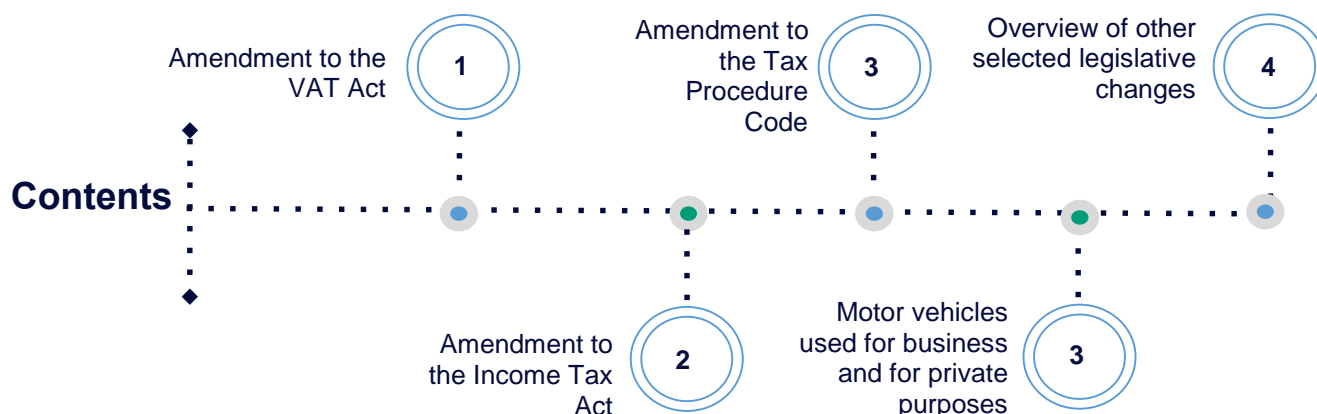 Contents
Amendment to the
VAT Act
1
Amendment to
the Income Tax
Act
2
Amendment to
the Tax
Procedure
Code
3
Motor vehicles
used for business
and for private
purposes
3
Overview of other
selected legislative
changes
4